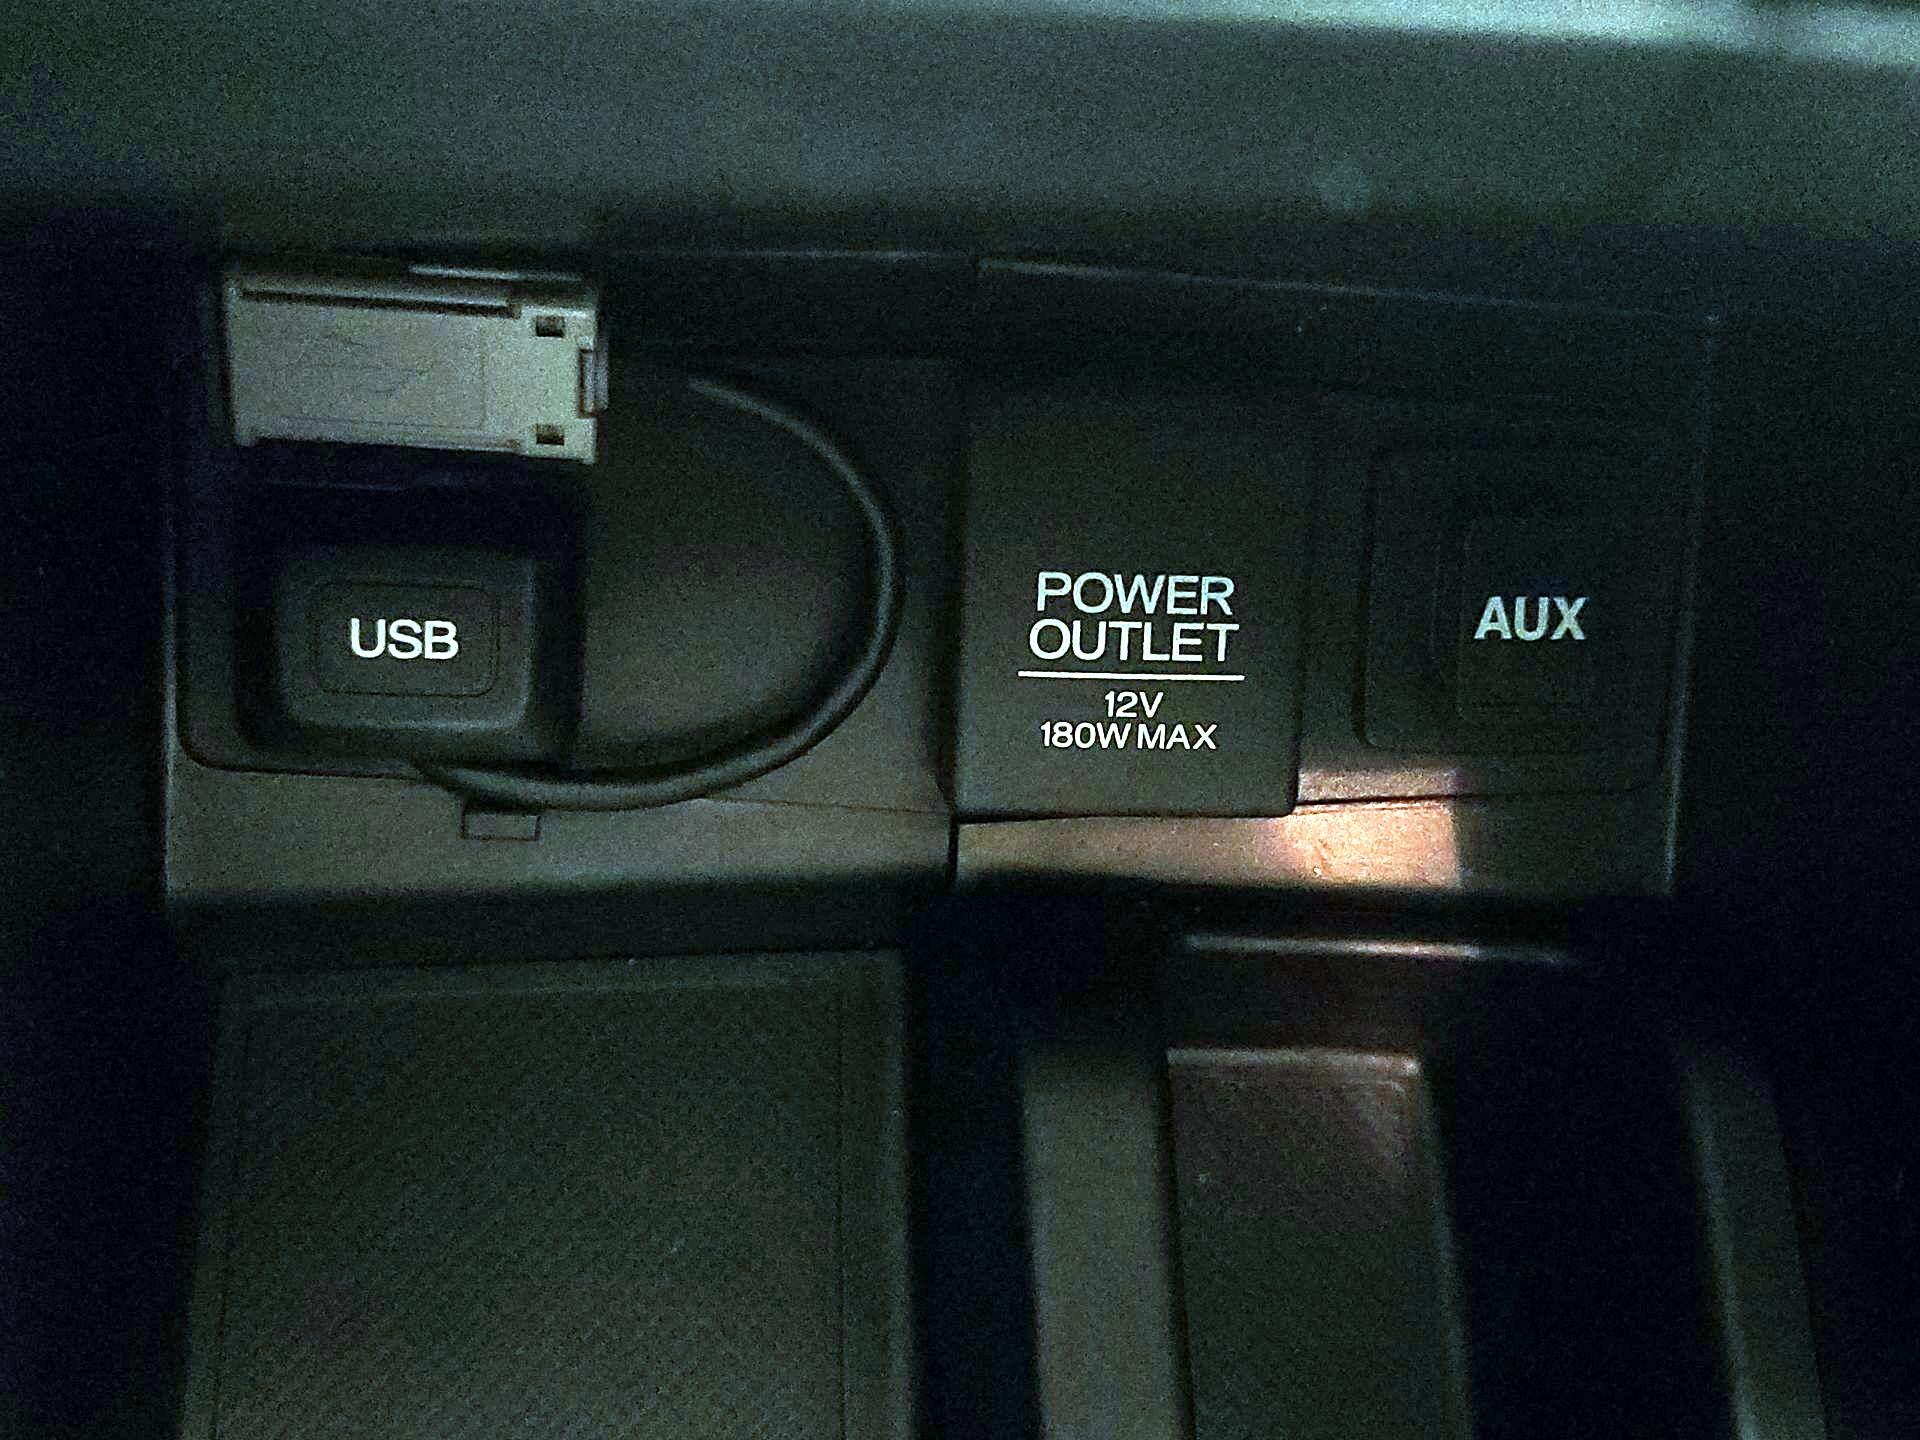 USB
POWER
OUTLET
12V
180W MAX
AUX